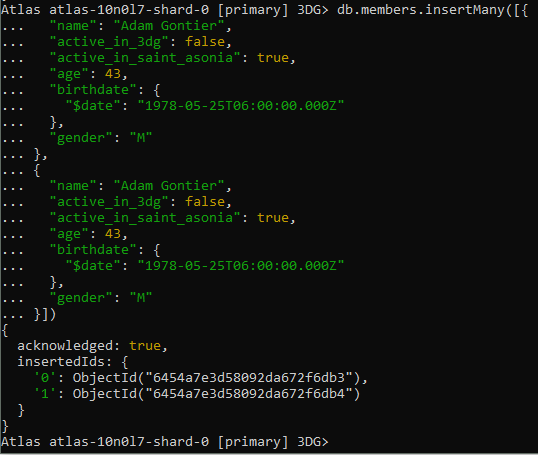 Atlas atlas-10n0l7-shard-0 [primary] 3DG> db.members.insertMany([{
...   "name": "Adam Gontier",
...   "active_in_3dg": false,
...   "active_in_saint_asonia": true,
...   "age": 43,
...   "birthdate": {
...     "$date": "1978-05-25T06:00:00.000Z"
...   },
...   "gender": "M"
... },
... {
...   "name": "Adam Gontier",
...   "active_in_3dg": false,
...   "active_in_saint_asonia": true,
...   "age": 43,
...   "birthdate": {
...     "$date": "1978-05-25T06:00:00.000Z"
...   },
...   "gender": "M"
... }])
{
  acknowledged: true,
  insertedIds: {
    '0': ObjectId("6454a7e3d58092da672f6db3"),
    '1': ObjectId("6454a7e3d58092da672f6db4")
  }
}
Atlas atlas-10n0l7-shard-0 [primary] 3DG>